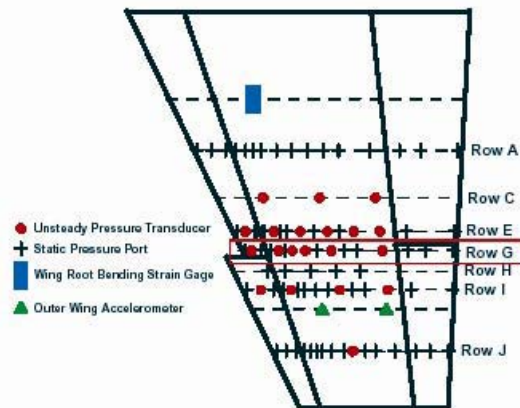 Row A
Row C
Row E
Row G
Row H
Row I
Row J
Unsteady Pressure Transducer
Static Pressure Port
Wing Root Bending Strain Gage
Outer Wing Accelerometer